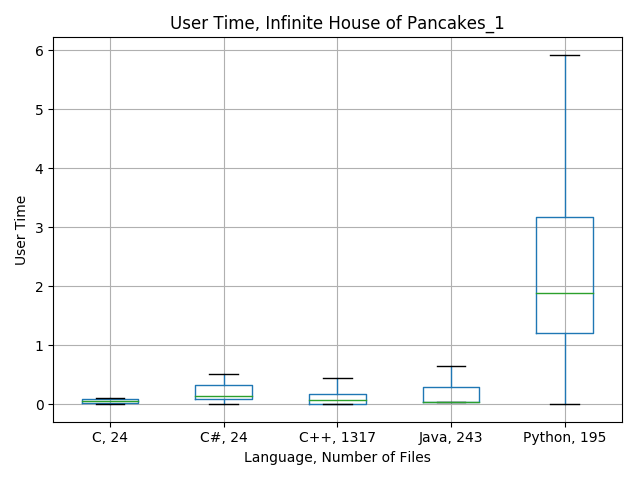 User Time, Infinite House of Pancakes_1
User Time
6
5
4
3
2
1
0
C, 24
C#, 24
C++, 1317
Java, 243
Python, 195
Language, Number of Files